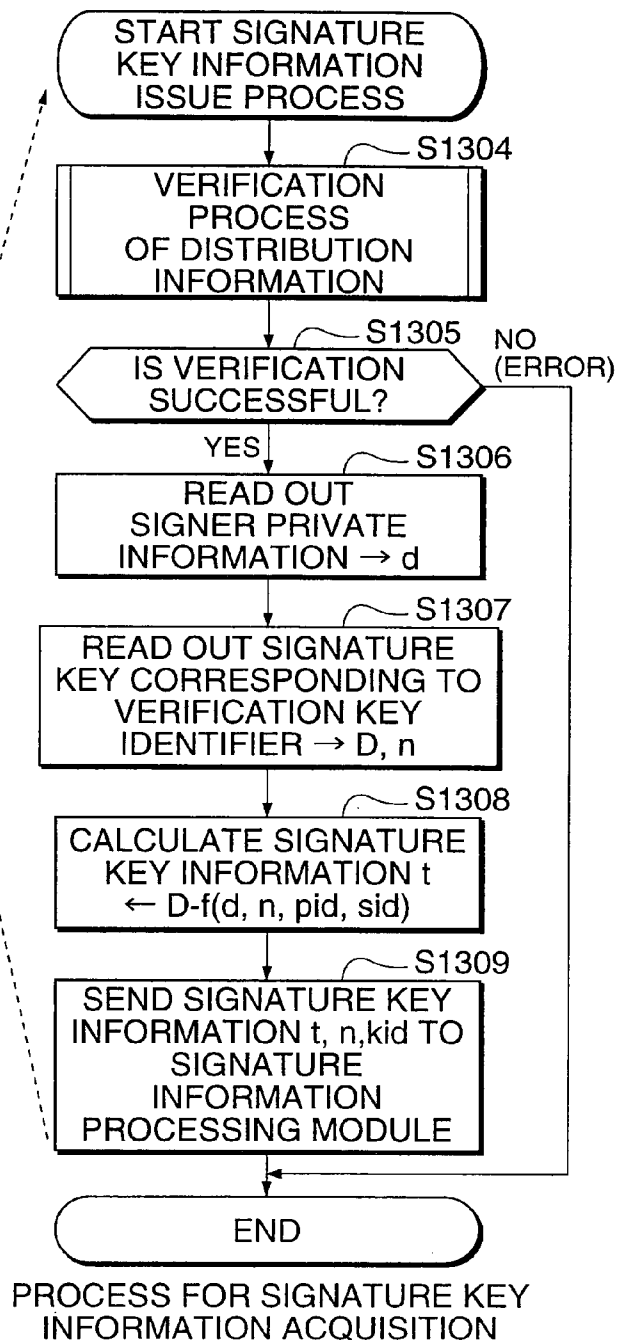 START SIGNATURE
KEY INFORMATION
ISSUE PROCESS
S1304
VERIFICATION
PROCESS
OF DISTRIBUTION
INFORMATION
S1305
NO
(ERROR)
IS VERIFICATION
SUCCESSFUL?
YES
S1306
READ OUT
SIGNER PRIVATE
INFORMATION → d
S1307
READ OUT SIGNATURE
KEY CORRESPONDING TO
VERIFICATION KEY
IDENTIFIER → D, n
S1308
CALCULATE SIGNATURE
KEY INFORMATION t
← D-f(d, n, pid, sid)
S1309
SEND SIGNATURE KEY
INFORMATION t, n,kid TO
SIGNATURE
INFORMATION
PROCESSING MODULE
END
PROCESS FOR SIGNATURE KEY
INFORMATION ACQUISITION